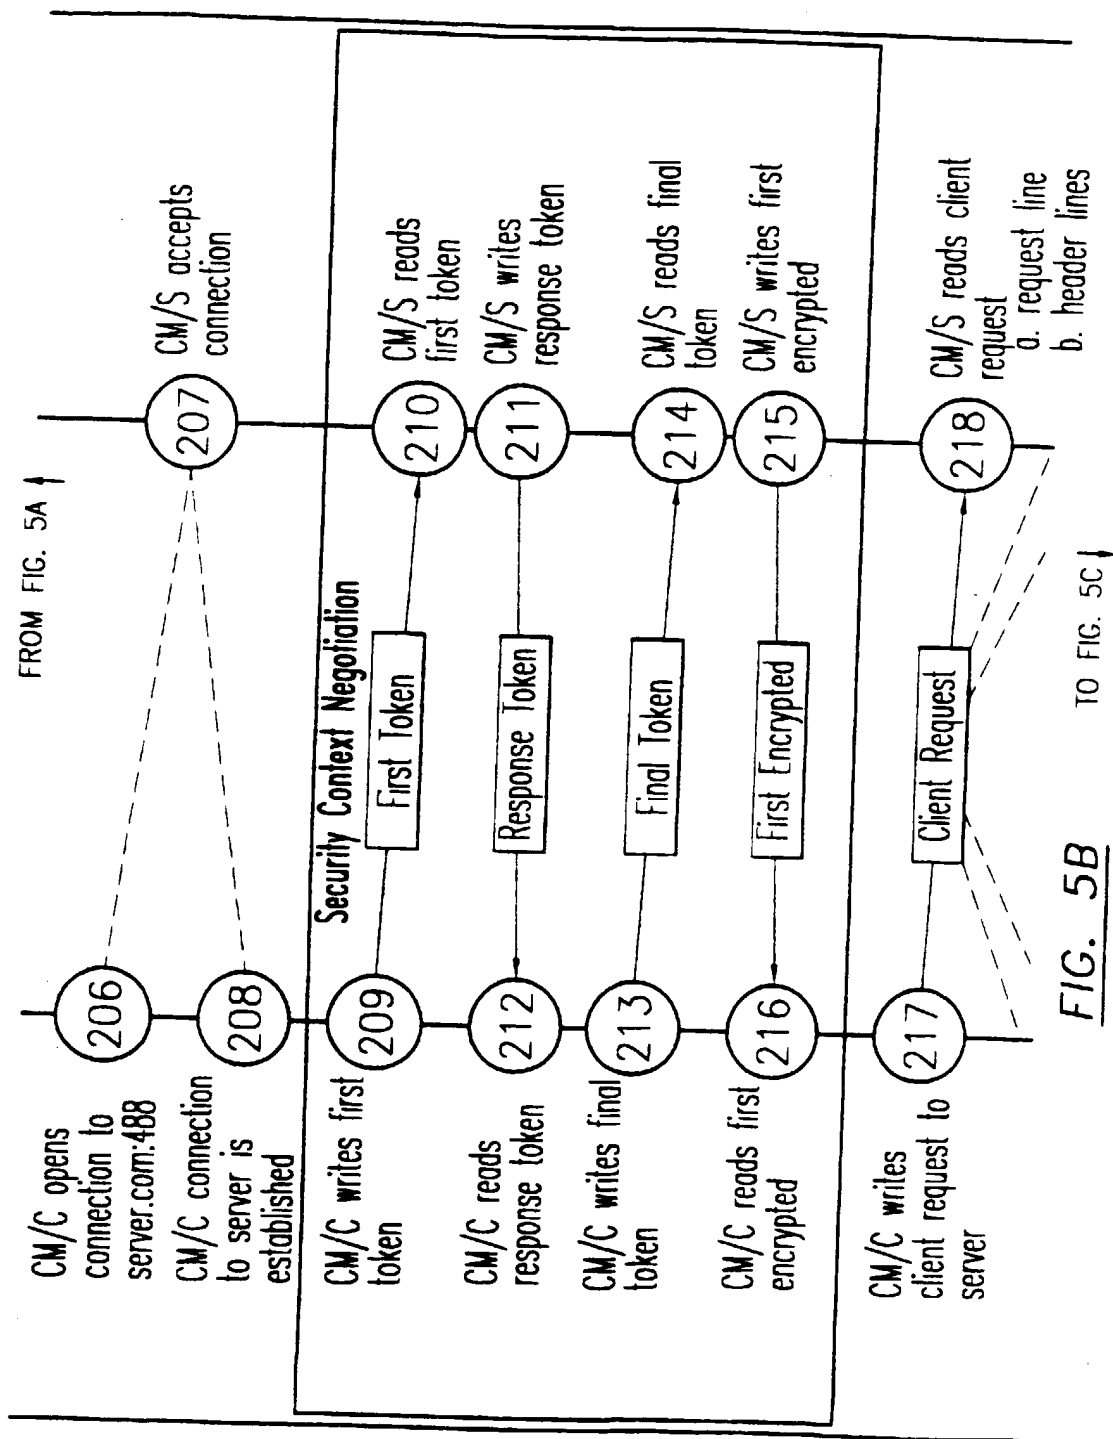 FROM FIG. 5A
CM/C opens
connection to
server.com:488
206
207
CM/S accepts
connection
CM/C connection
to server is
established
208
Security Context Negotiation
CM/C writes first
token
209
First Token
210
CM/S reads
first token
CM/C reads
response token
212
Response Token
211
CM/S writes
response token
CM/C writes final
token
213
Final Token
214
CM/S reads final
token
CM/C reads first
encrypted
216
First Encrypted
215
CM/S writes first
encrypted
CM/C writes
client request to
server
217
Client Request
218
CM/S reads client
request
a. request line
b. header lines
TO FIG. 5C
FIG. 5B